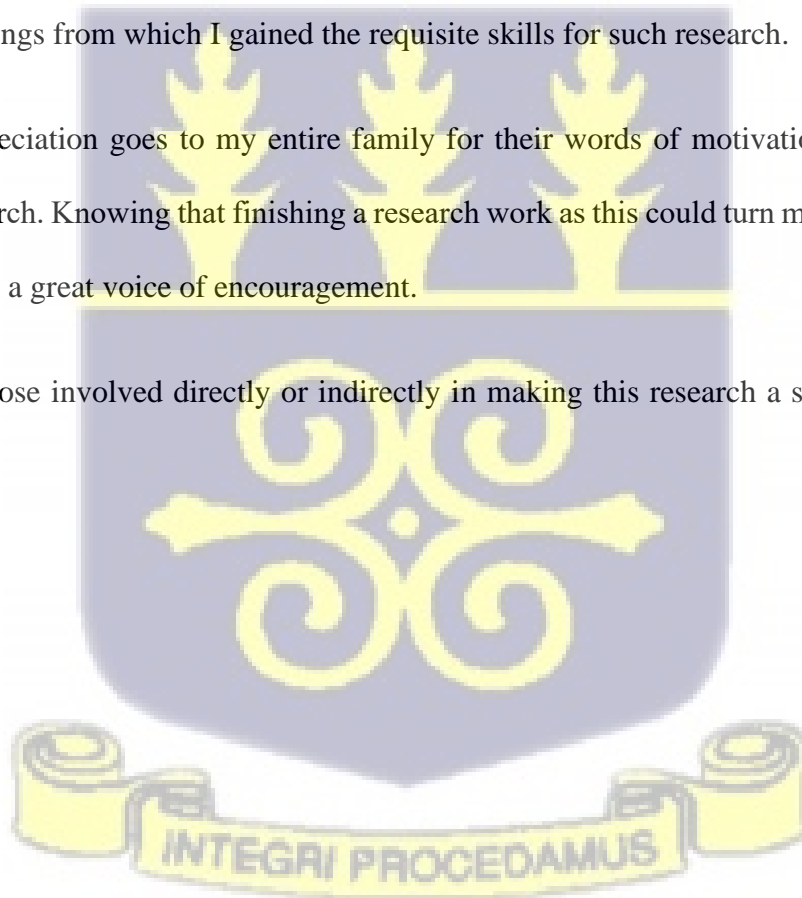 ngs from which I gained the requisite skills for such research.
eciation goes to my entire family for their words of motivatio
rch. Knowing that finishing a research work as this could turn m
a great voice of encouragement.
ose involved directly or indirectly in making this research a s
INTEGRI PROCEDAMUS